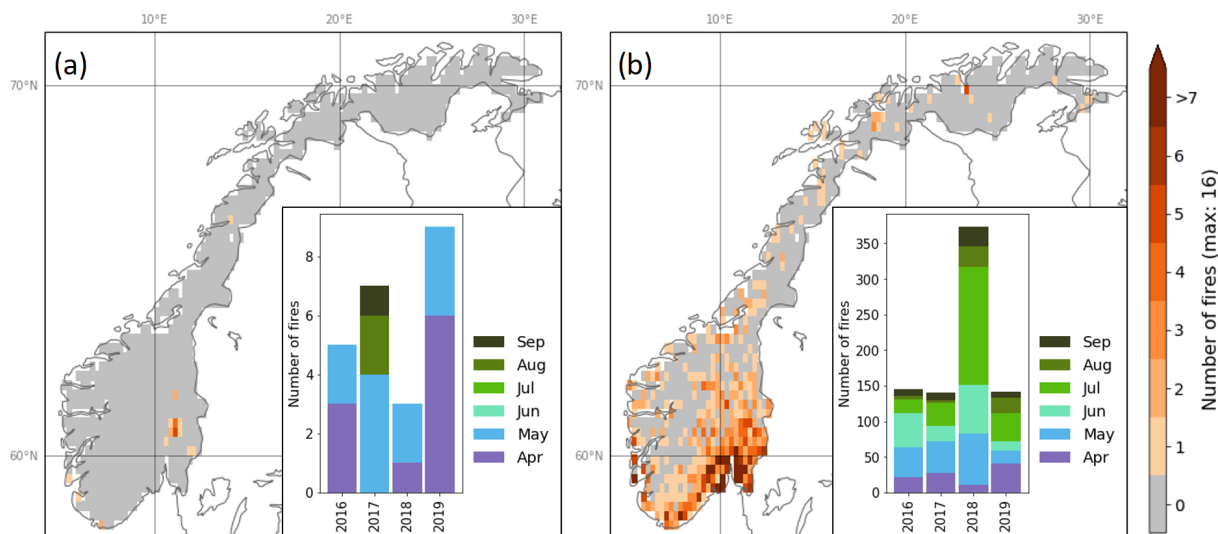 10°E 20°E 30°E
10°E 20°E 30°E
(a)
(b)
70°N
70°N
60°N
60°N
Number of fires
8
6
4
2
0
2016 2017 2018 2019
Sep
Aug
Jul
Jun
May
Apr
Number of fires
350
300
250
200
150
100
50
0
2016 2017 2018 2019
Sep
Aug
Jul
Jun
May
Apr
>7
6
5
4
3
2
1
0
Number of fires (max: 16)